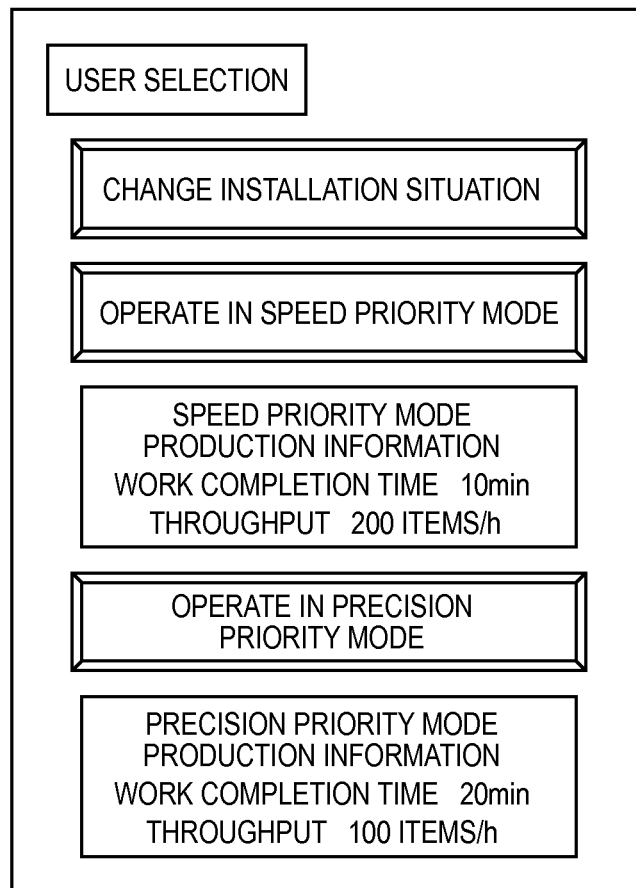 USER SELECTION
CHANGE INSTALLATION SITUATION
OPERATE IN SPEED PRIORITY MODE
SPEED PRIORITY MODE
PRODUCTION INFORMATION
WORK COMPLETION TIME 10min
THROUGHPUT 200 ITEMS/h
OPERATE IN PRECISION
PRIORITY MODE
PRECISION PRIORITY MODE
PRODUCTION INFORMATION
WORK COMPLETION TIME 20min
THROUGHPUT 100 ITEMS/h